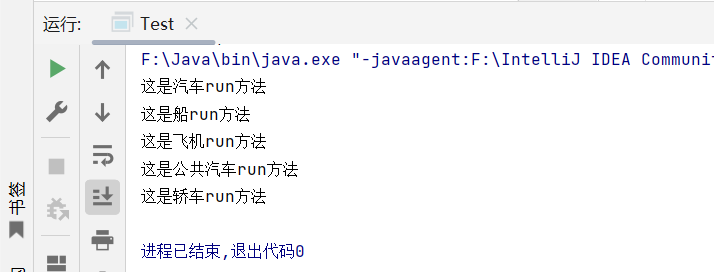 运行:
Test
F:\Java\bin\java.exe "-javaagent:F:\IntelliJ IDEA Communit
这是汽车run方法
这是船run方法
这是飞机run方法
这是公共汽车run方法
这是轿车run方法
进程已结束,退出代码0
书签